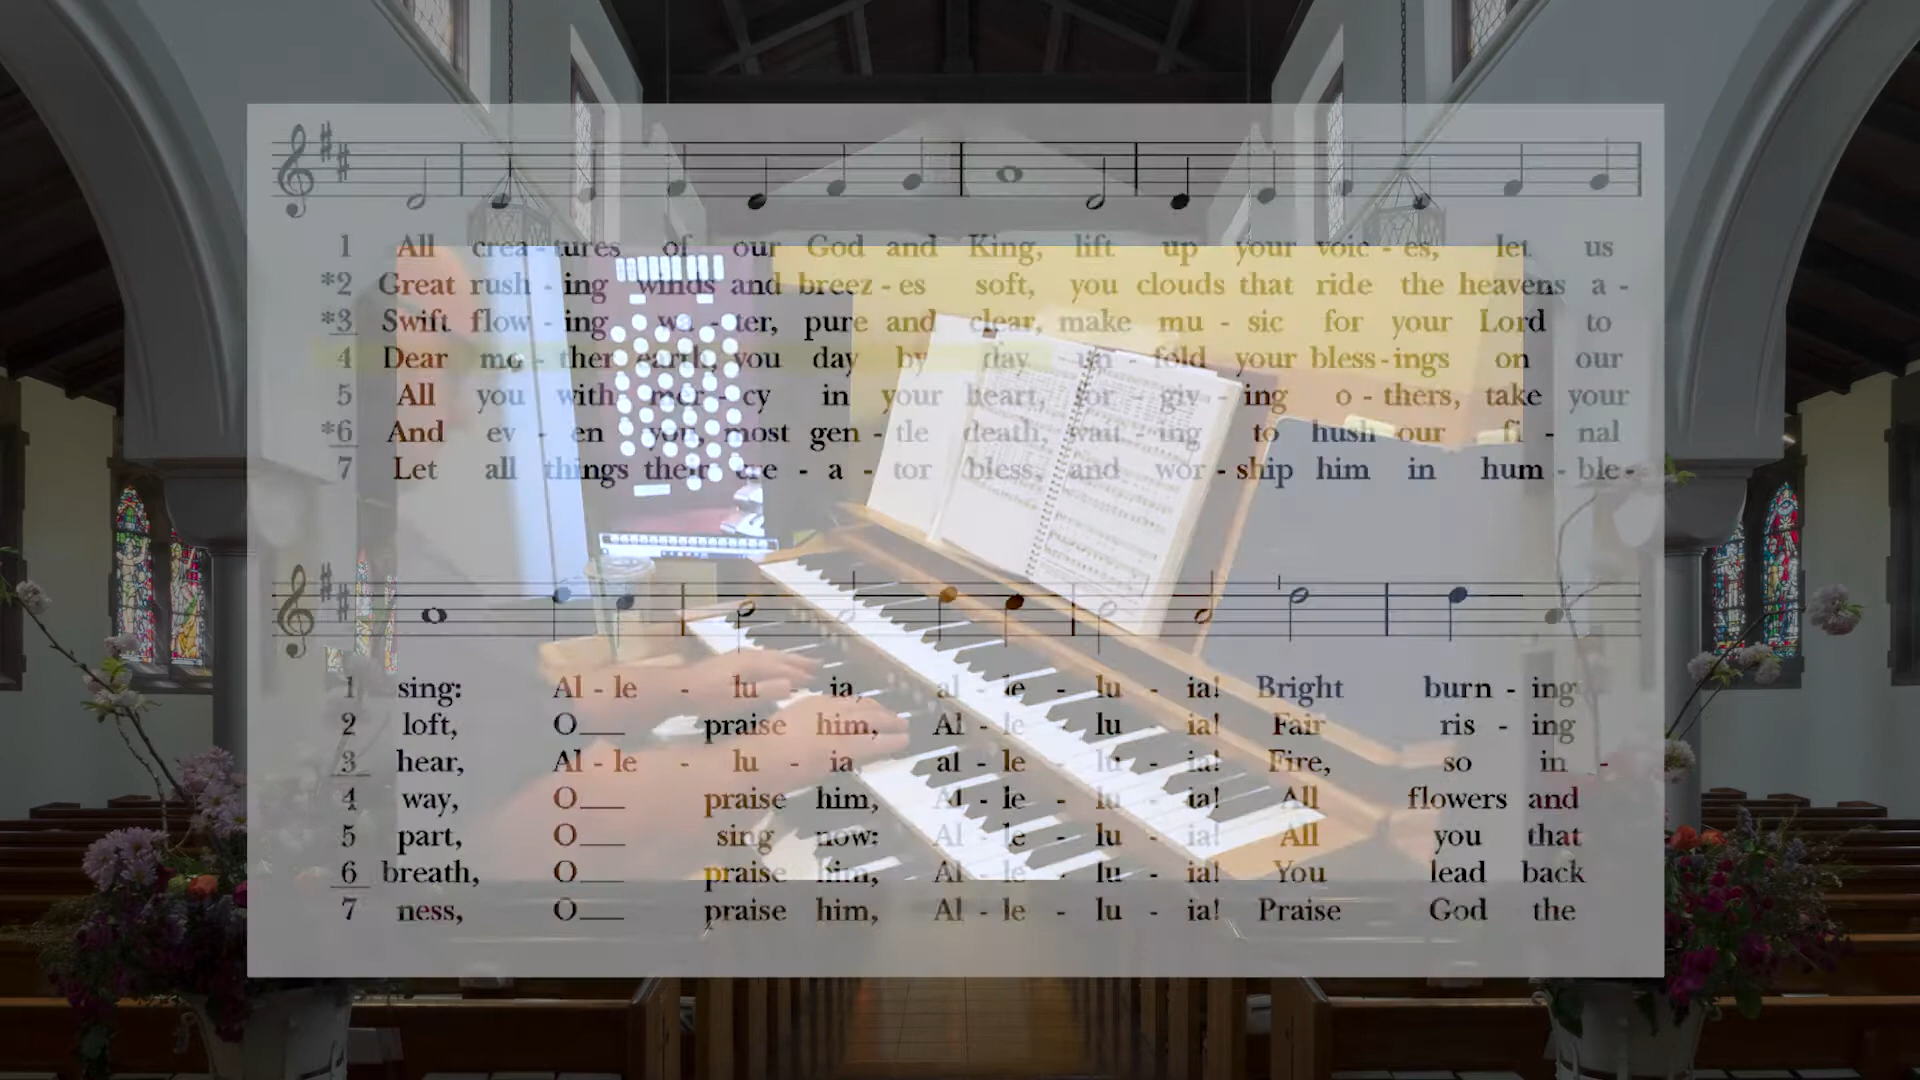 1 All crea - tures of our God and King, lift up your voic - es, let us
*2 Great rush - ing winds and breez - es soft, you clouds that ride the heavens a -
*3 Swift flow - ing wa - ter, pure and clear, make mu - sic for your Lord to
4 Dear mo - ther earth, you day by day un - fold your bless - ings on our
5 All you with mer - cy in your heart, for - giv - ing o - thers, take your
*6 And ev - en you, most gen - tle death, wait - ing to hush our fi - nal
7 Let all things their cre - a - tor bless, and wor - ship him in hum - ble -
1 sing: Al - le - lu - ia, al - le - lu - ia! Bright burn - ing
2 loft, O___ praise him, Al - le - lu - ia! Fair ris - ing
3 hear, Al - le - lu - ia, al - le - lu - ia! Fire, so in -
4 way, O___ praise him, Al - le - lu - ia! All flowers and
5 part, O___ sing now: Al - le - lu - ia! All you that
6 breath, O___ praise him, Al - le - lu - ia! You lead back
7 ness, O___ praise him, Al - le - lu - ia! Praise God the